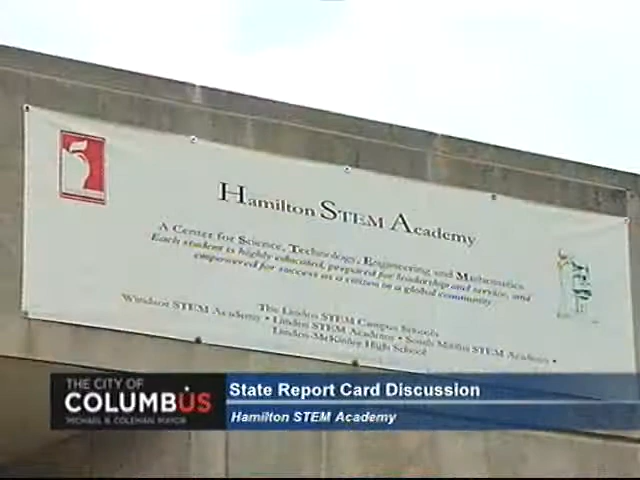 Hamilton STEM Academy
A Center for Science, Technology, Engineering and Mathematics
Each student is highly educated, prepared for leadership and service, and
empowered for success as a citizen in a global community
The Linden STEM Campus Schools
Windsor STEM Academy • Linden STEM Academy • South Mifflin STEM Academy •
Linden-McKinley High School
THE CITY OF
COLUMBUS
MICHAEL B. COLEMAN, MAYOR
State Report Card Discussion
Hamilton STEM Academy